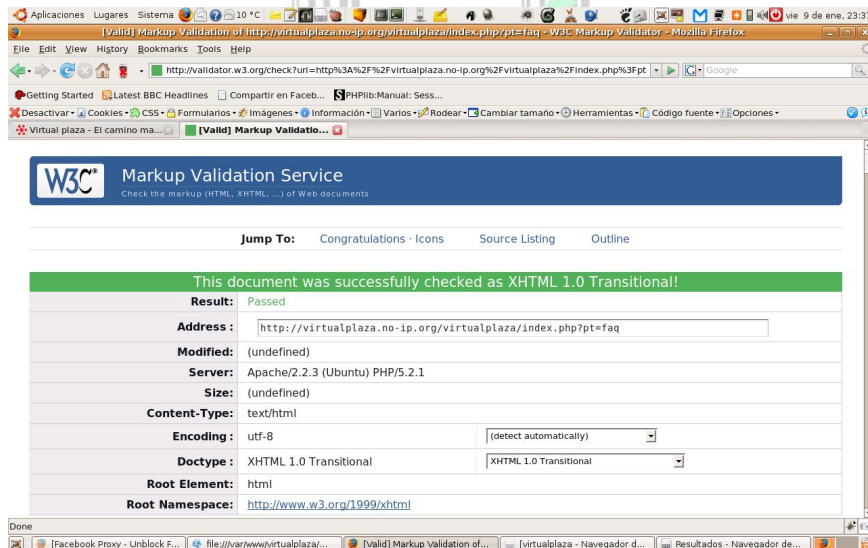 Aplicaciones Lugares Sistema 10 °C vie 9 de ene, 23:3
[Valid] Markup Validation of http://virtualplaza.no-ip.org/virtualplaza/index.php?pt=faq - W3C Markup Validator - Mozilla Firefox
File Edit View History Bookmarks Tools Help
http://validator.w3.org/check?uri=http%3A%2F%2Fvirtualplaza.no-ip.org%2Fvirtualplaza%2Findex.php%3Fpt Google
Getting Started Latest BBC Headlines Compartir en Faceb... PHPlib:Manual: Sess...
Desactivar Cookies CSS Formularios Imágenes Información Varios Rodear Cambiar tamaño Herramientas Código fuente Opciones
Virtual plaza - El camino ma... [Valid] Markup Validatio...
W3C® Markup Validation Service
Check the markup (HTML, XHTML, …) of Web documents
Jump To: Congratulations · Icons Source Listing Outline
This document was successfully checked as XHTML 1.0 Transitional!
Result: Passed
Address : http://virtualplaza.no-ip.org/virtualplaza/index.php?pt=faq
Modified: (undefined)
Server: Apache/2.2.3 (Ubuntu) PHP/5.2.1
Size: (undefined)
Content-Type: text/html
Encoding : utf-8 (detect automatically)
Doctype : XHTML 1.0 Transitional XHTML 1.0 Transitional
Root Element: html
Root Namespace: http://www.w3.org/1999/xhtml
Done
[Facebook Proxy - Unblock F... file:///var/www/virtualplaza/... [Valid] Markup Validation of... [virtualplaza - Navegador d... Resultados - Navegador de...